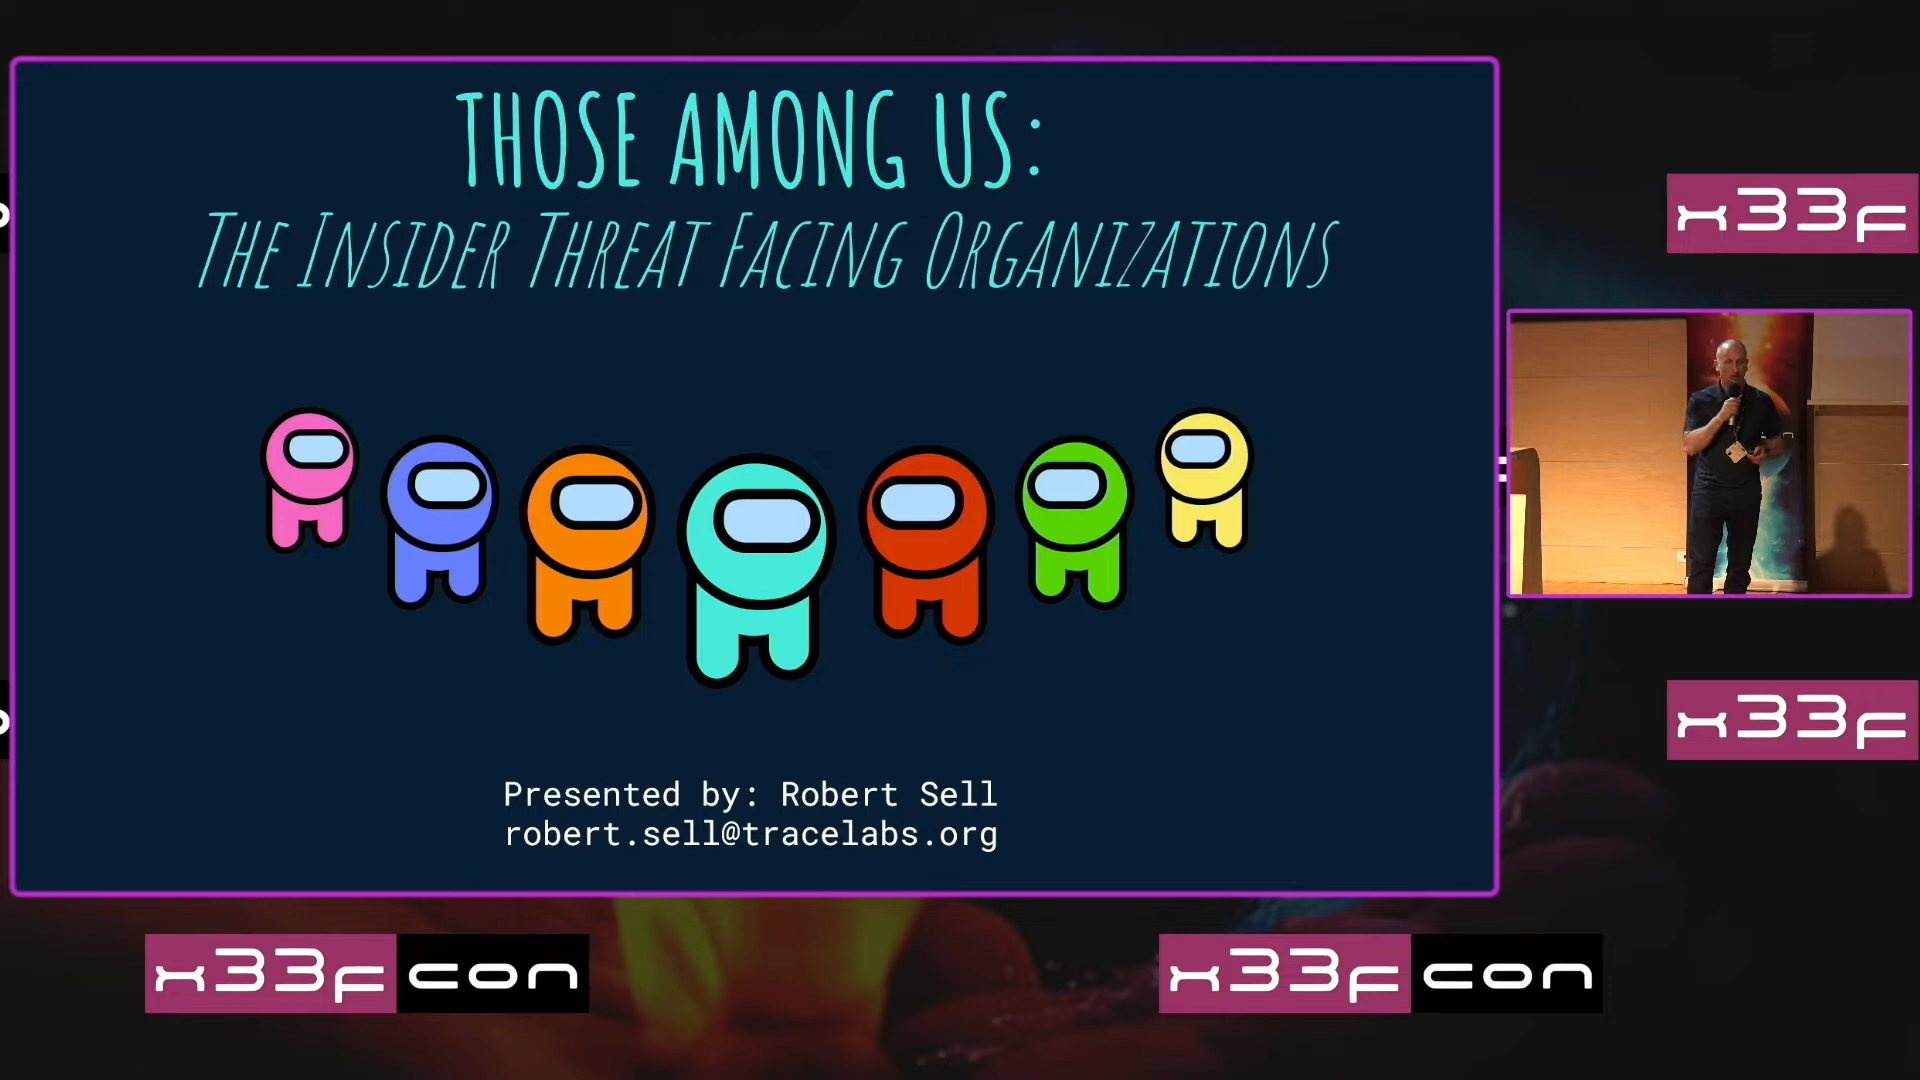 THOSE AMONG US:
THE INSIDER THREAT FACING ORGANIZATIONS
Presented by: Robert Sell
robert.sell@tracelabs.org
x33f
x33f
x33fcon
x33fcon